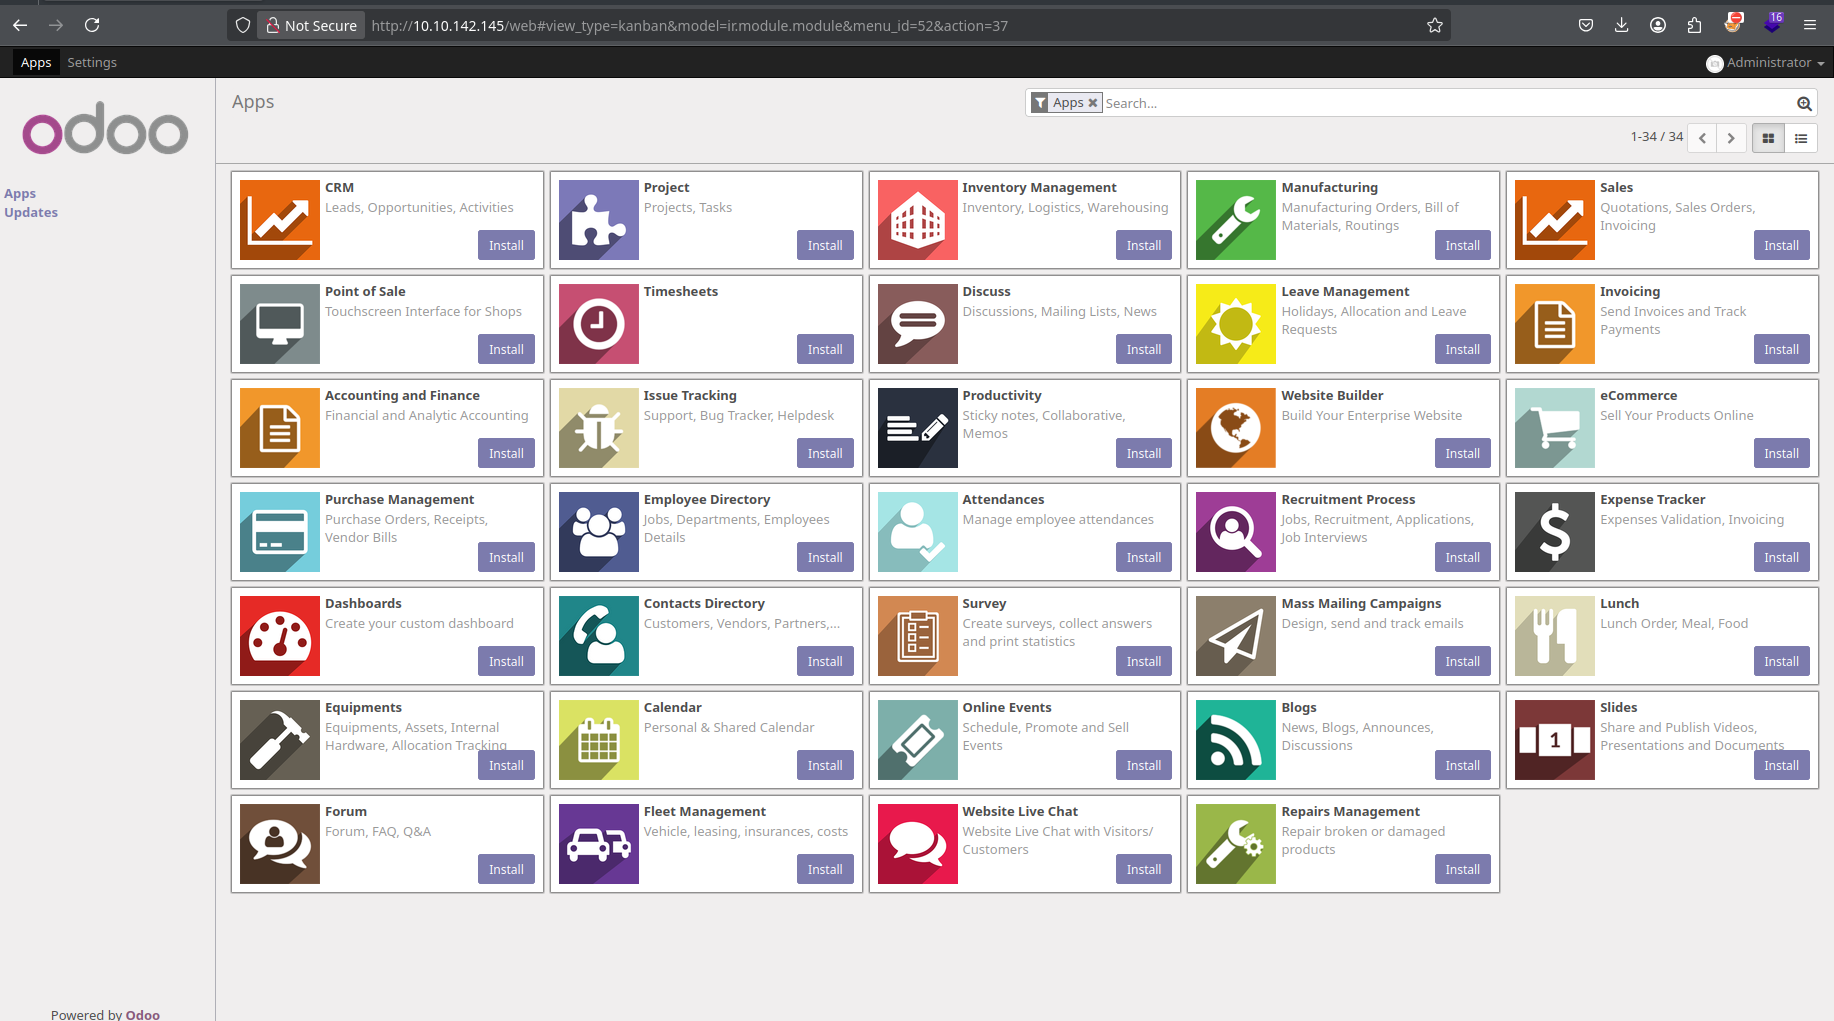 Not Secure
http://10.10.142.145/web#view_type=kanban&model=ir.module.module&menu_id=52&action=37
16
Apps Settings
Administrator
odoo
Apps
Updates
Apps
Apps Search...
1-34 / 34
CRM
Leads, Opportunities, Activities
Install
Project
Projects, Tasks
Install
Inventory Management
Inventory, Logistics, Warehousing
Install
Manufacturing
Manufacturing Orders, Bill of
Materials, Routings
Install
Sales
Quotations, Sales Orders,
Invoicing
Install
Point of Sale
Touchscreen Interface for Shops
Install
Timesheets
Install
Discuss
Discussions, Mailing Lists, News
Install
Leave Management
Holidays, Allocation and Leave
Requests
Install
Invoicing
Send Invoices and Track
Payments
Install
Accounting and Finance
Financial and Analytic Accounting
Install
Issue Tracking
Support, Bug Tracker, Helpdesk
Install
Productivity
Sticky notes, Collaborative,
Memos
Install
Website Builder
Build Your Enterprise Website
Install
eCommerce
Sell Your Products Online
Install
Purchase Management
Purchase Orders, Receipts,
Vendor Bills
Install
Employee Directory
Jobs, Departments, Employees
Details
Install
Attendances
Manage employee attendances
Install
Recruitment Process
Jobs, Recruitment, Applications,
Job Interviews
Install
Expense Tracker
Expenses Validation, Invoicing
Install
Dashboards
Create your custom dashboard
Install
Contacts Directory
Customers, Vendors, Partners,...
Install
Survey
Create surveys, collect answers
and print statistics
Install
Mass Mailing Campaigns
Design, send and track emails
Install
Lunch
Lunch Order, Meal, Food
Install
Equipments
Equipments, Assets, Internal
Hardware, Allocation Tracking
Install
Calendar
Personal & Shared Calendar
Install
Online Events
Schedule, Promote and Sell
Events
Install
Blogs
News, Blogs, Announces,
Discussions
Install
1
Slides
Share and Publish Videos,
Presentations and Documents
Install
Forum
Forum, FAQ, Q&A
Install
Fleet Management
Vehicle, leasing, insurances, costs
Install
Website Live Chat
Website Live Chat with Visitors/
Customers
Install
Repairs Management
Repair broken or damaged
products
Install
Powered by Odoo